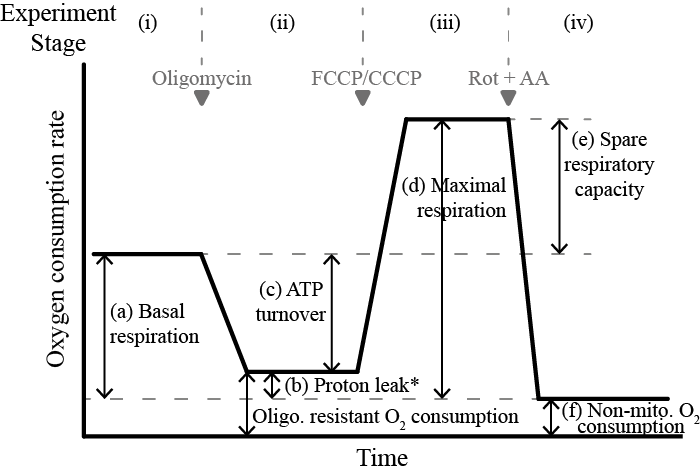 Experiment
Stage
(i)
(ii)
(iii)
(iv)
Oligomycin
FCCP/CCCP
Rot + AA
Oxygen consumption rate
(a) Basal
respiration
(c) ATP
turnover
(b) Proton leak*
Oligo. resistant O₂ consumption
(d) Maximal
respiration
(e) Spare
respiratory
capacity
(f) Non-mito. O₂
consumption
Time